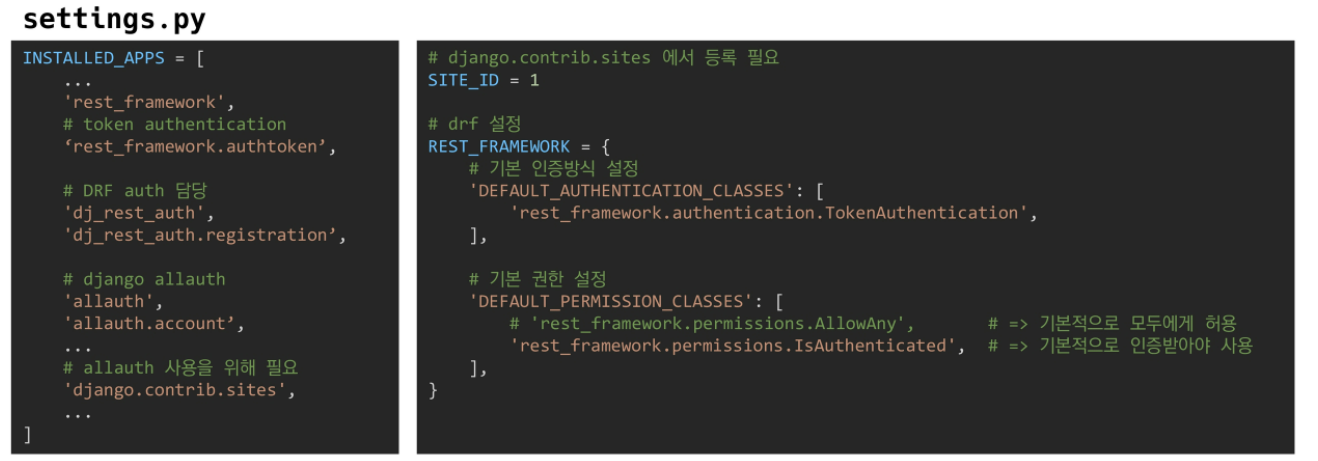 settings.py
INSTALLED_APPS = [
    ...
    'rest_framework',
    # token authentication
    ‘rest_framework.authtoken’,

    # DRF auth 담당
    'dj_rest_auth',
    'dj_rest_auth.registration’,

    # django allauth
    'allauth',
    'allauth.account’,
    ...
    # allauth 사용을 위해 필요
    'django.contrib.sites',
    ...
]
# django.contrib.sites 에서 등록 필요
SITE_ID = 1

# drf 설정
REST_FRAMEWORK = {
    # 기본 인증방식 설정
    'DEFAULT_AUTHENTICATION_CLASSES': [
        'rest_framework.authentication.TokenAuthentication',
    ],

    # 기본 권한 설정
    'DEFAULT_PERMISSION_CLASSES': [
        # 'rest_framework.permissions.AllowAny',       # => 기본적으로 모두에게 허용
        'rest_framework.permissions.IsAuthenticated',  # => 기본적으로 인증받아야 사용
    ],
}